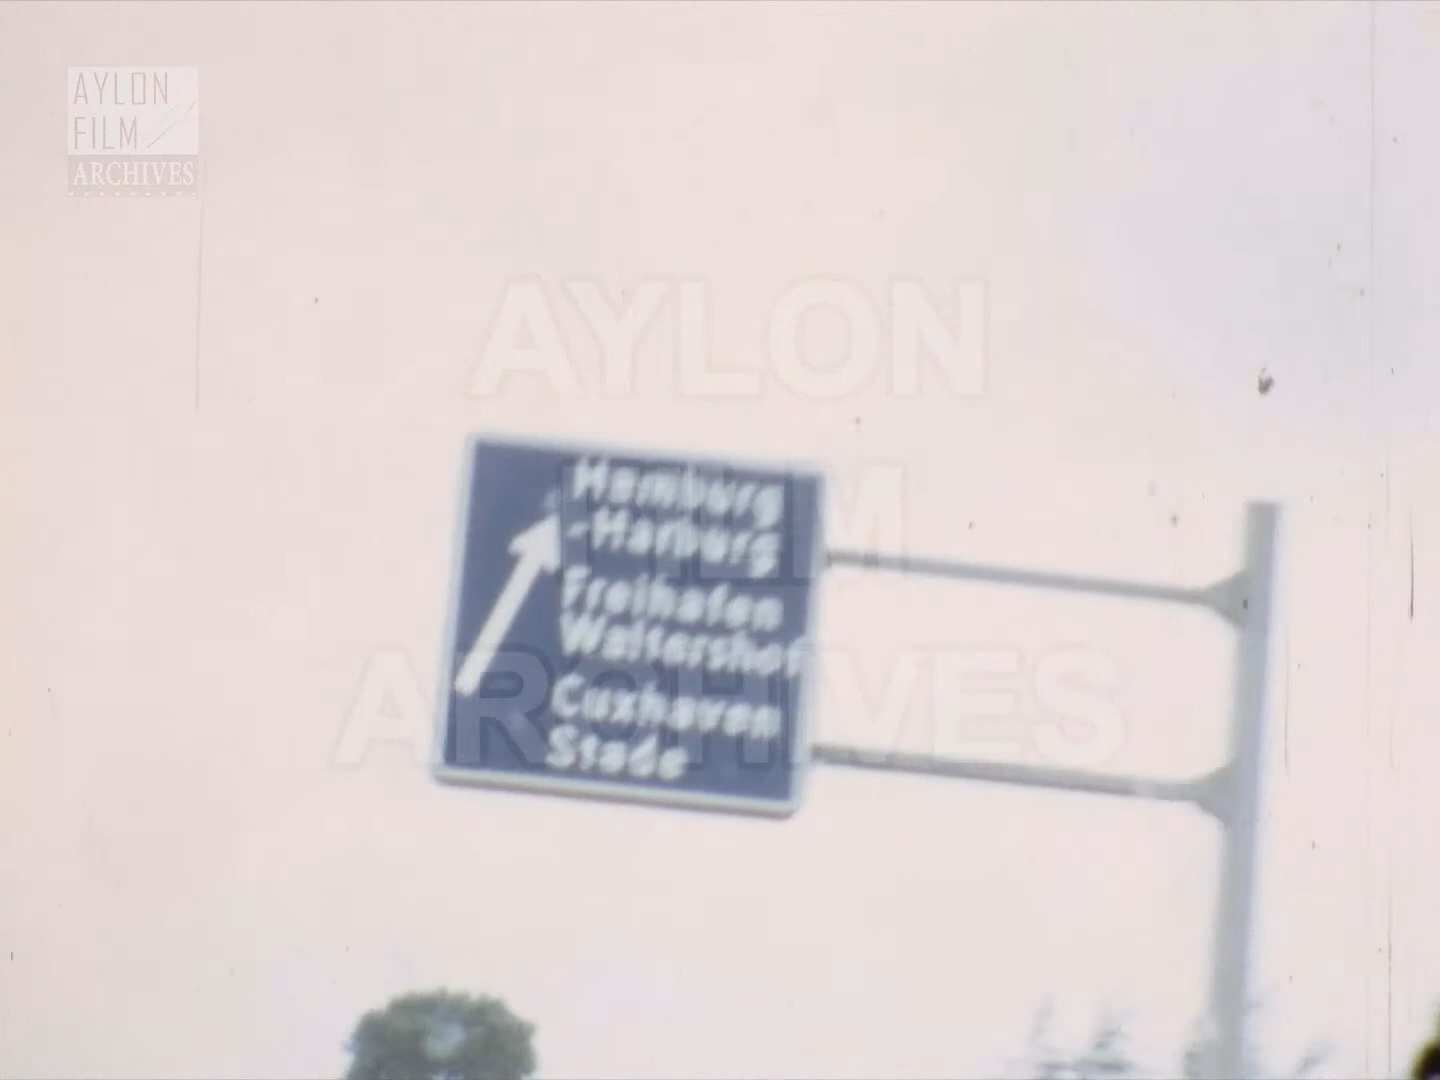 AYLON
FILM
ARCHIVES
AYLON
FILM
ARCHIVES
Hamburg
-Harburg
Freihafen
Waltershof
Cuxhaven
Stade